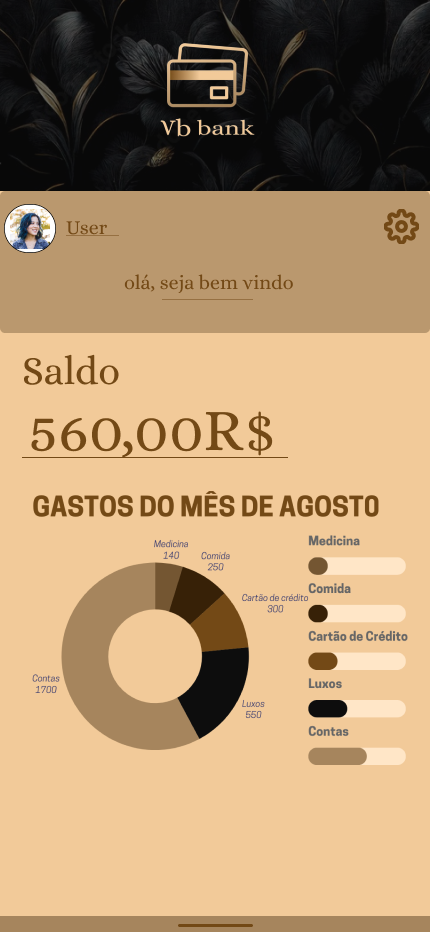 Vb bank
User
olá, seja bem vindo
Saldo
560,00R$
GASTOS DO MÊS DE AGOSTO
Medicina
140
Comida
250
Cartão de crédito
300
Luxos
550
Contas
1700
Medicina
Comida
Cartão de Crédito
Luxos
Contas